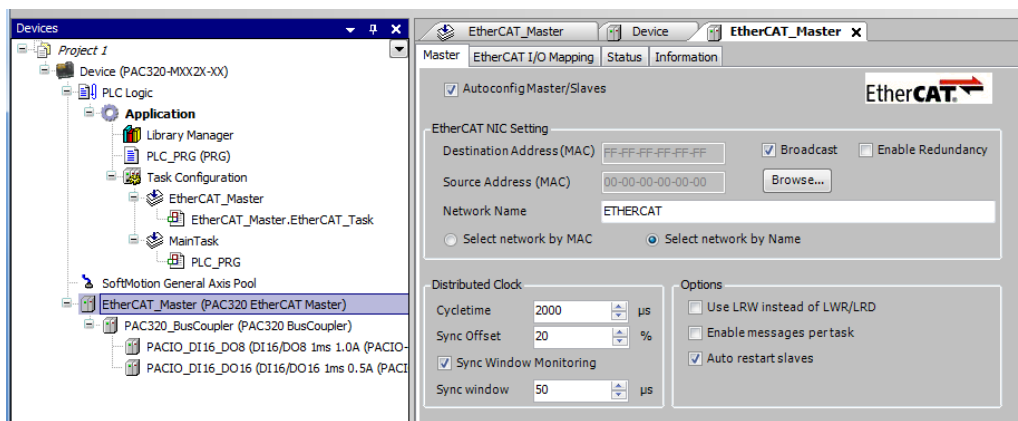 Devices
Project 1
Device (PAC320-MXX2X-XX)
PLC Logic
Application
Library Manager
PLC_PRG (PRG)
Task Configuration
EtherCAT_Master
EtherCAT_Master.EtherCAT_Task
MainTask
PLC_PRG
SoftMotion General Axis Pool
EtherCAT_Master (PAC320 EtherCAT Master)
PAC320_BusCoupler (PAC320 BusCoupler)
PACIO_DI16_DO8 (DI16/DO8 1ms 1.0A (PACIO-
PACIO_DI16_DO16 (DI16/DO16 1ms 0.5A (PACI
EtherCAT_Master Device EtherCAT_Master
Master EtherCAT I/O Mapping Status Information
Autoconfig Master/Slaves
EtherCAT.
EtherCAT NIC Setting
Destination Address (MAC) FF-FF-FF-FF-FF-FF Broadcast Enable Redundancy
Source Address (MAC) 00-00-00-00-00-00 Browse...
Network Name ETHERCAT
Select network by MAC Select network by Name
Distributed Clock
Cycletime 2000 µs
Sync Offset 20 %
Sync Window Monitoring
Sync window 50 µs
Options
Use LRW instead of LWR/LRD
Enable messages per task
Auto restart slaves